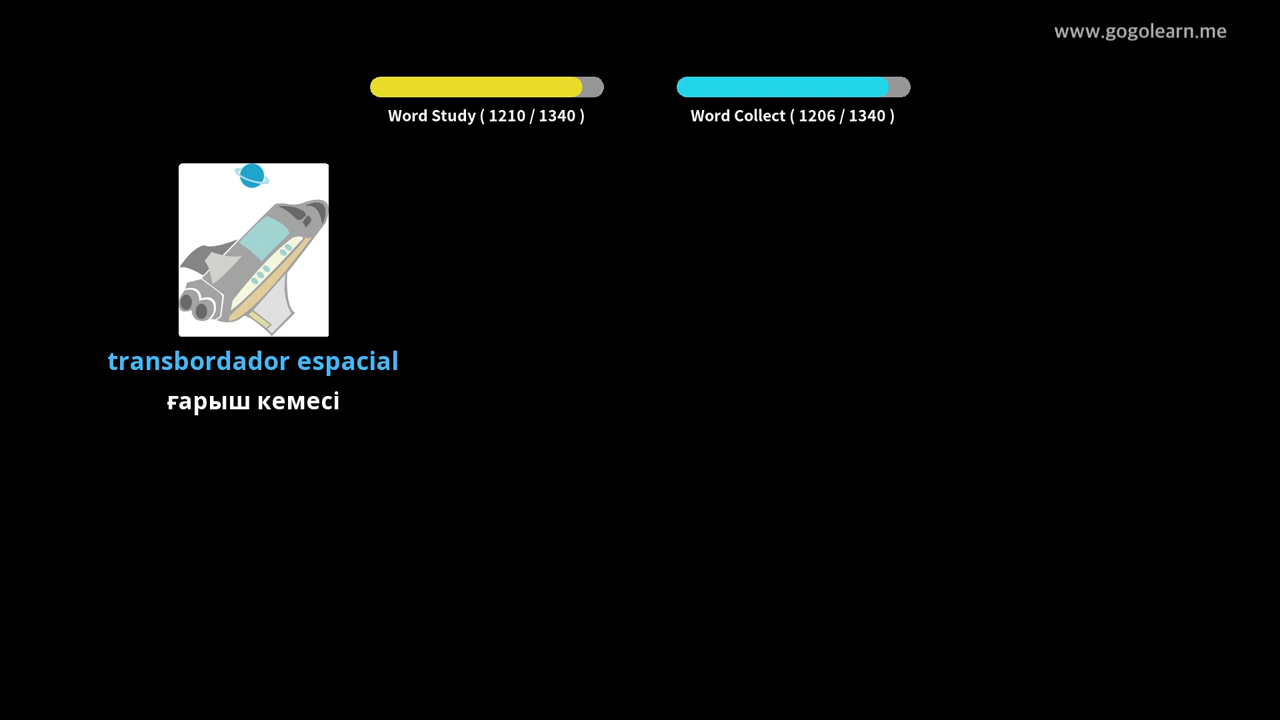 www.gogolearn.me
Word Study ( 1210 / 1340 )
Word Collect ( 1206 / 1340 )
transbordador espacial
ғарыш кемесі